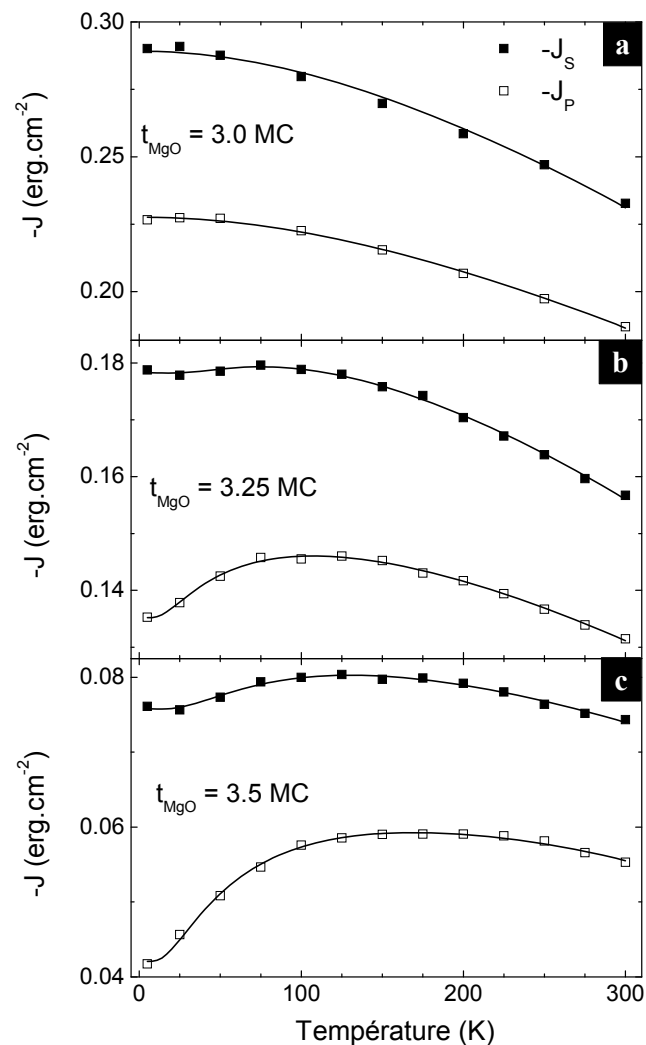 0.30
a
-J_S
-J_P
t_MgO = 3.0 MC
0.25
-J (erg.cm^-2)
0.20
b
0.18
t_MgO = 3.25 MC
0.16
-J (erg.cm^-2)
0.14
c
0.08
t_MgO = 3.5 MC
0.06
-J (erg.cm^-2)
0.04
0 100 200 300
Température (K)